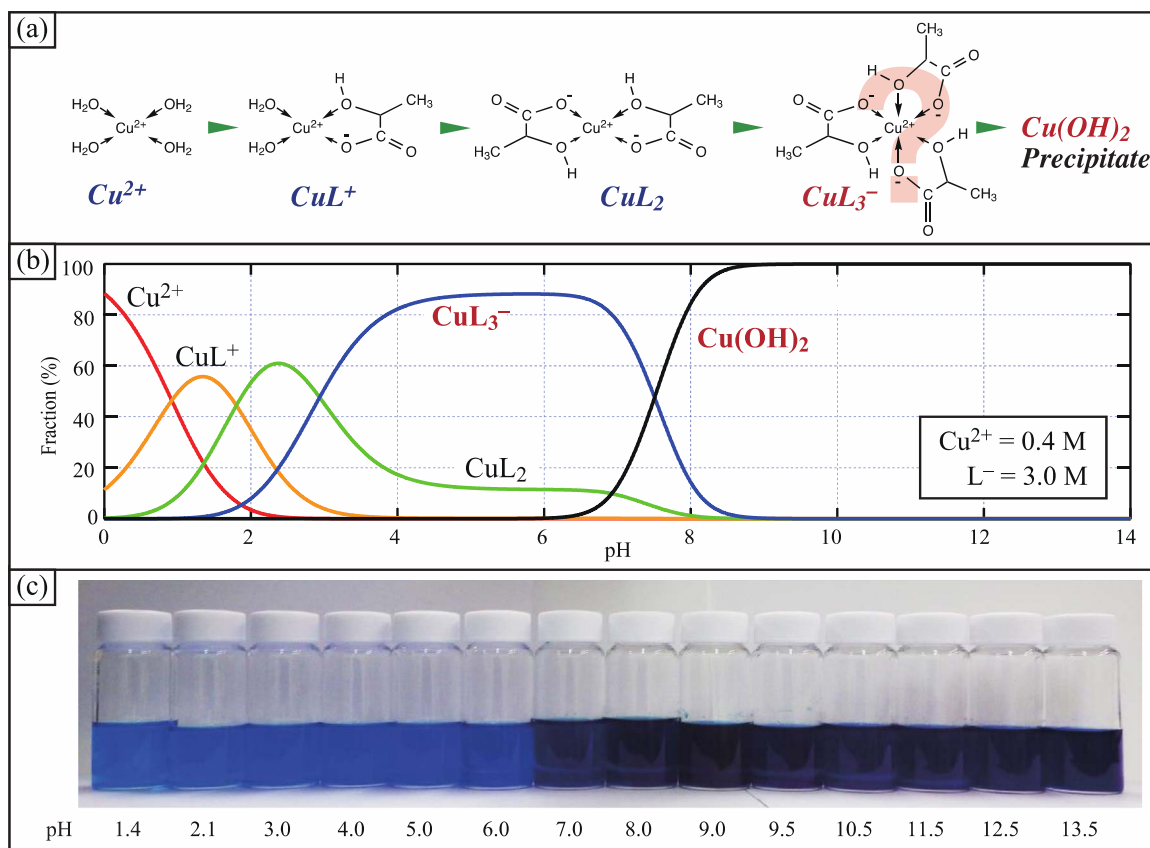 (a)
H₂O OH₂ Cu²⁺ H₂O OH₂
Cu²⁺
H H₂O O CH₃ Cu²⁺ - H₂O O O
CuL⁺
H O O - O CH₃ Cu²⁺ - H₃C O O O H
CuL₂
CH₃ H O O C O O - O - Cu²⁺ H H₃C O O H O - CH₃ C O
CuL₃⁻
Cu(OH)₂
Precipitate
(b)
100
80
60
40
20
0
Fraction (%)
Cu²⁺
CuL⁺
CuL₂
CuL₃⁻
Cu(OH)₂
Cu²⁺ = 0.4 M
L⁻ = 3.0 M
0 2 4 6 8 10 12 14
pH
(c)
pH 1.4 2.1 3.0 4.0 5.0 6.0 7.0 8.0 9.0 9.5 10.5 11.5 12.5 13.5